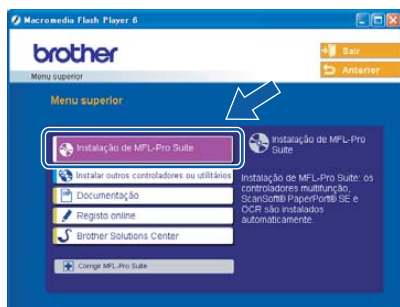 Macromedia Flash Player 6
brother
Sair
Anterior
Menu superior
Menu superior
Instalação de MFL-Pro Suite
Instalar outros controladores ou utilitários
Documentação
Registo online
Brother Solutions Center
Corrigir MFL-Pro Suite
Instalação de MFL-Pro
Suite
Instalação de MFL-Pro Suite: os
controladores multifunção,
ScanSoft® PaperPort® SE e
OCR são instalados
automaticamente.